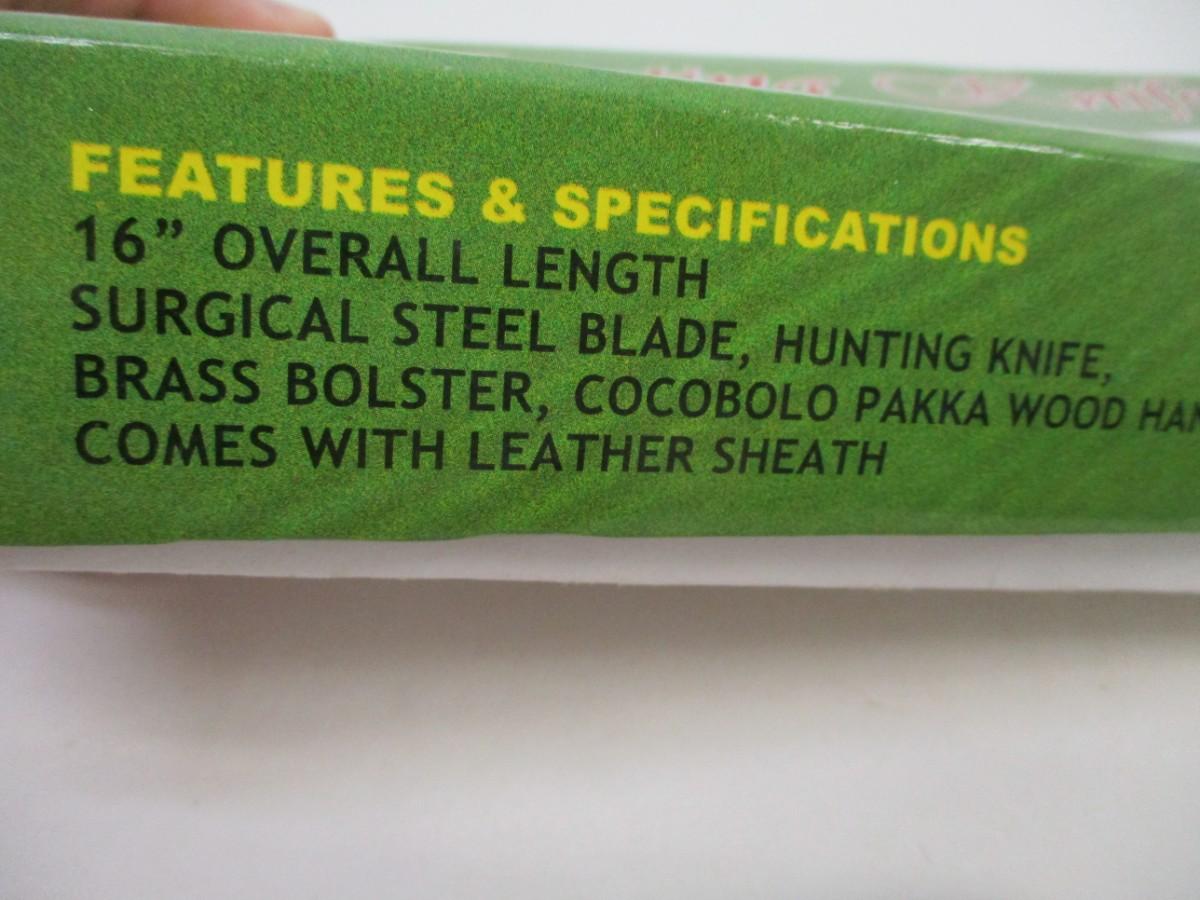 FEATURES & SPECIFICATIONS
16” OVERALL LENGTH
SURGICAL STEEL BLADE, HUNTING KNIFE,
BRASS BOLSTER, COCOBOLO PAKKA WOOD HAN
COMES WITH LEATHER SHEATH